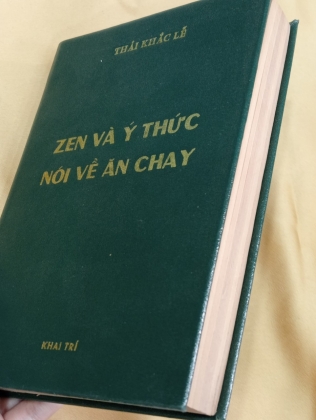 THÁI KHẮC LỄ
ZEN VÀ Ý THỨC
NÓI VỀ ĂN CHAY
KHAI TRÍ